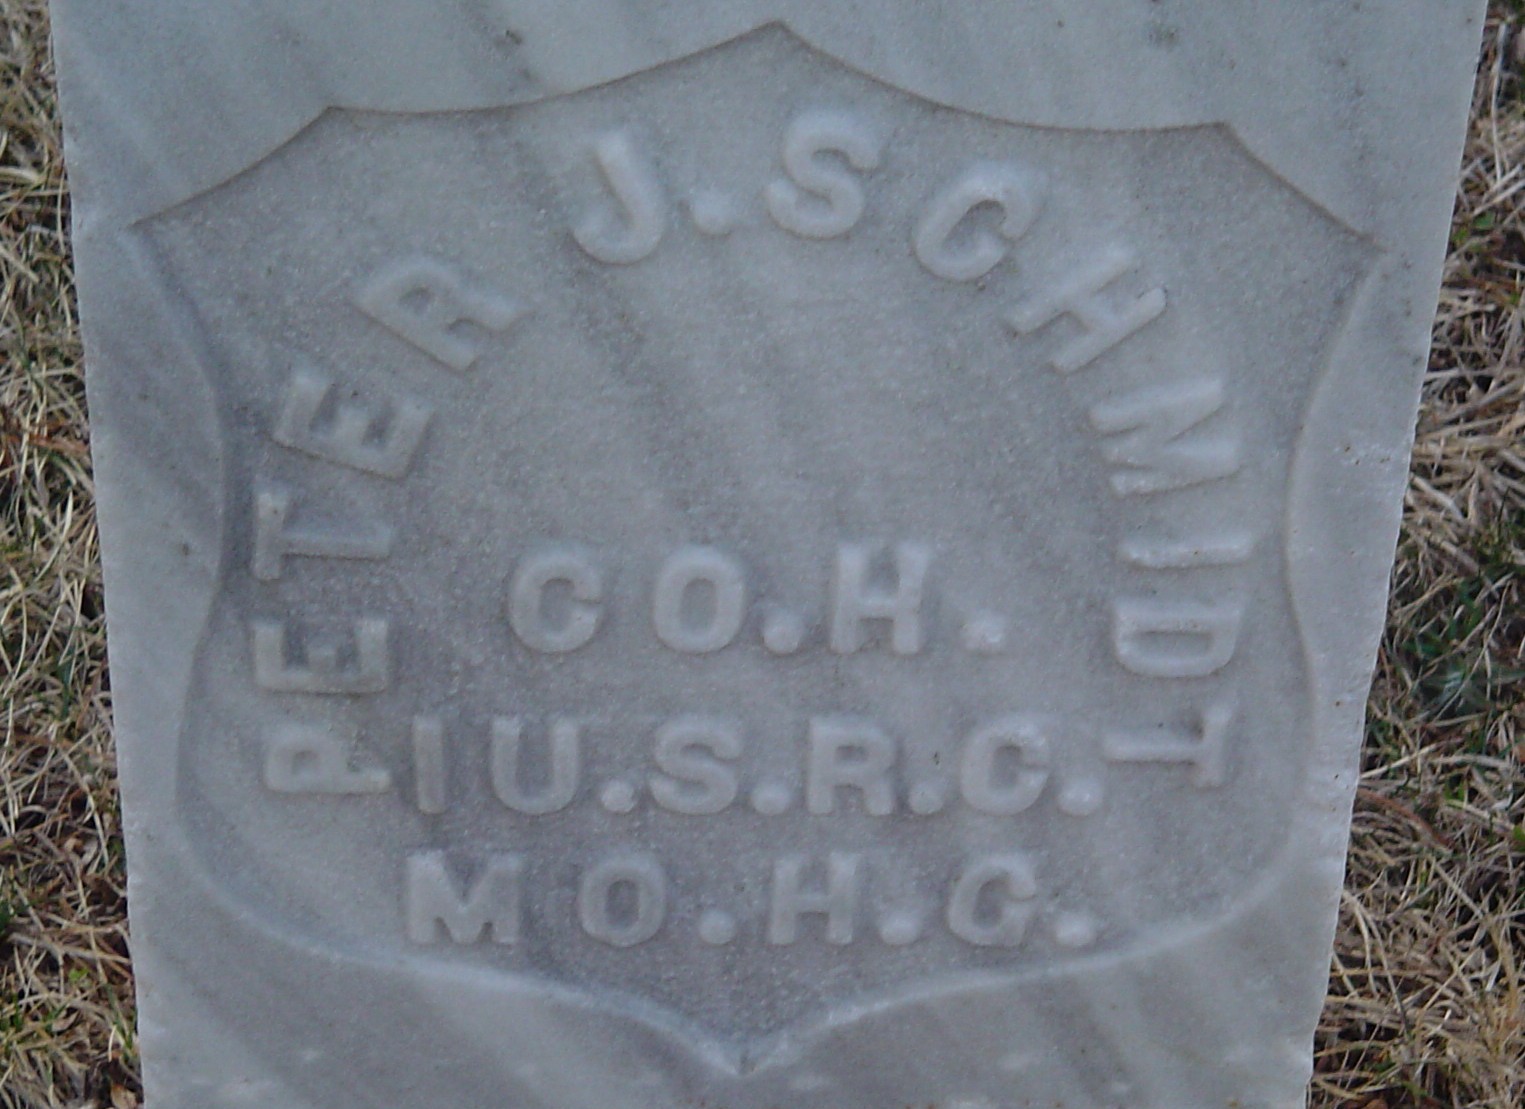 PETER J. SCHMIDT
CO. H.
1 U.S.R.C.
MO. H.G.